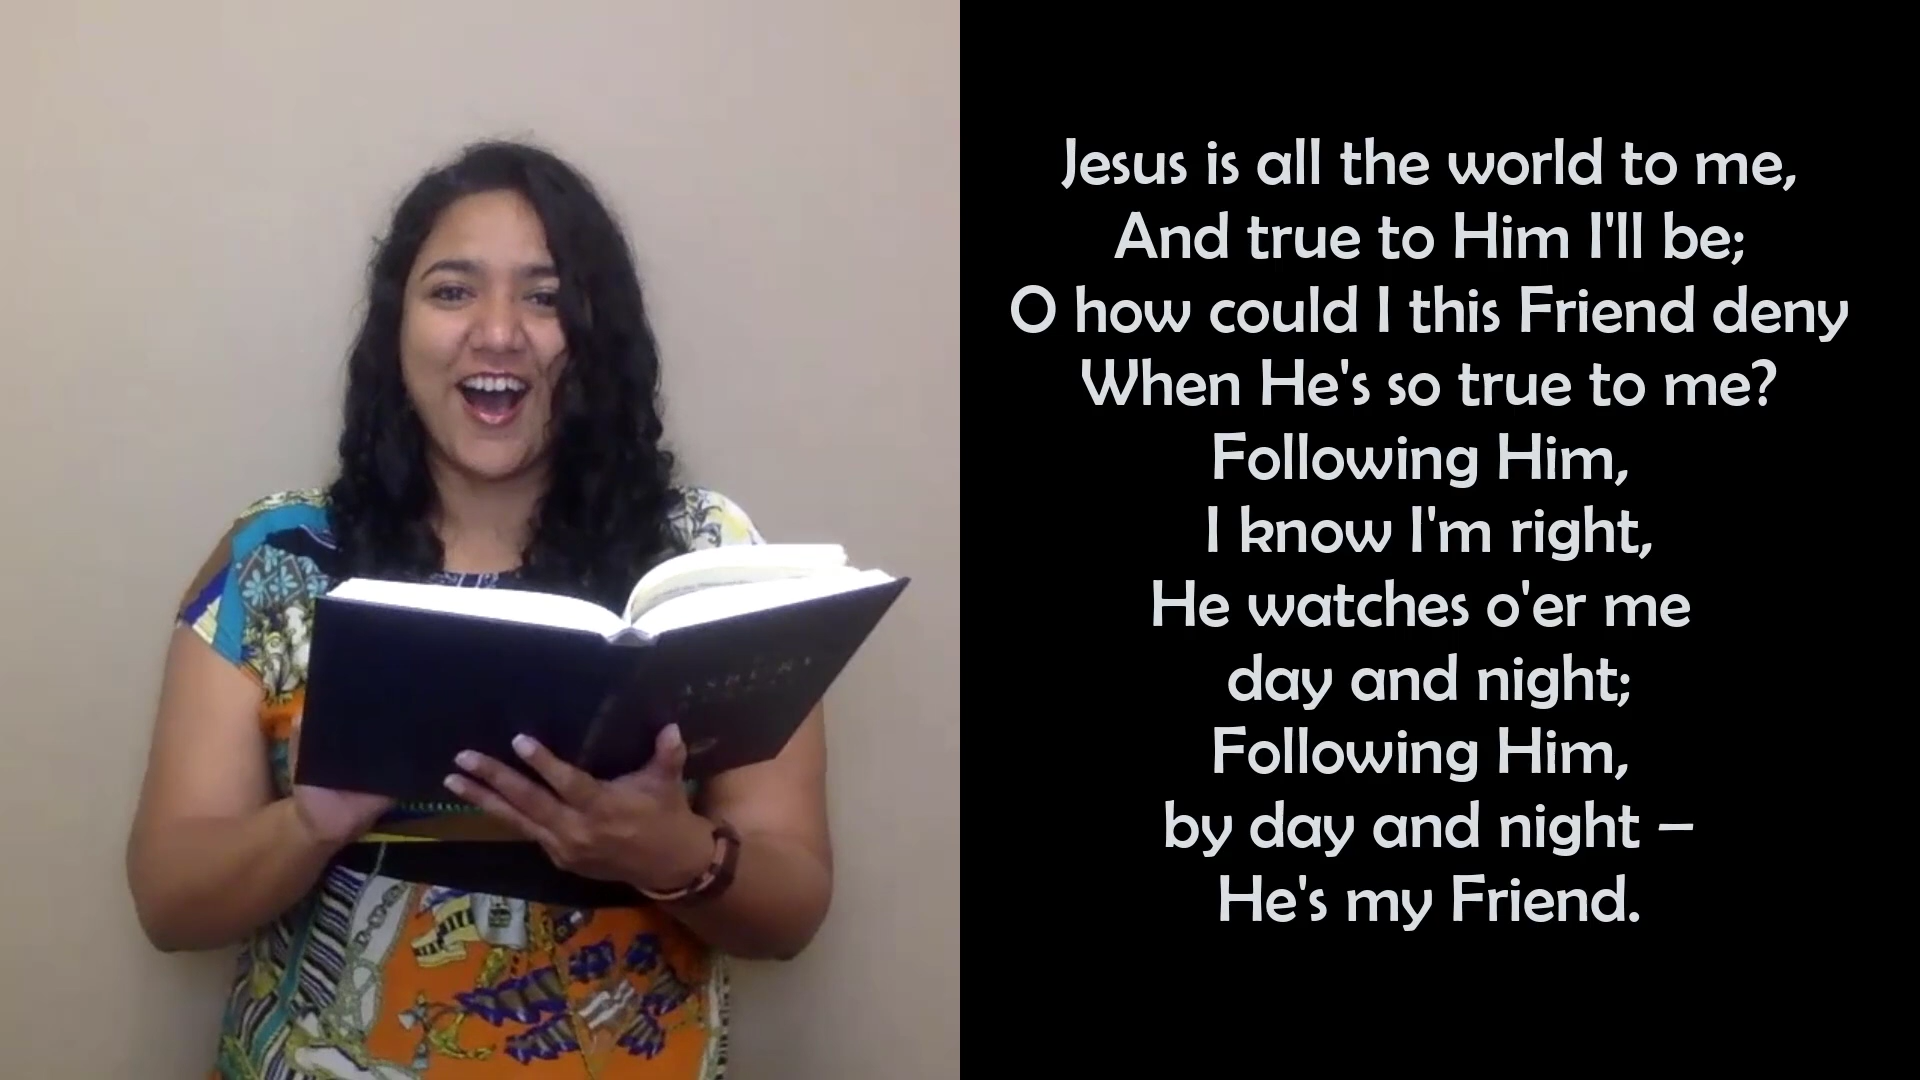 Jesus is all the world to me,
And true to Him I'll be;
O how could I this Friend deny
When He's so true to me?
Following Him,
I know I'm right,
He watches o'er me
day and night;
Following Him,
by day and night –
He's my Friend.